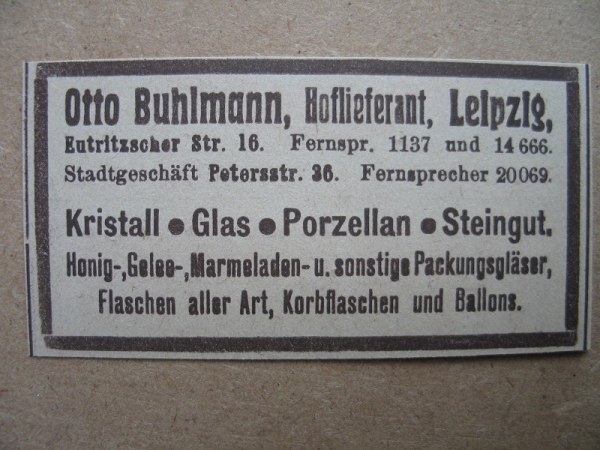 Otto Buhlmann, Hoflieferant, Leipzig,
Eutritzscher Str. 16. Fernspr. 1137 und 14 666.
Stadtgeschäft Petersstr. 36. Fernsprecher 20069.
Kristall ● Glas ● Porzellan ● Steingut.
Honig-, Gelee-, Marmeladen- u. sonstige Packungsgläser,
Flaschen aller Art, Korbflaschen und Ballons.